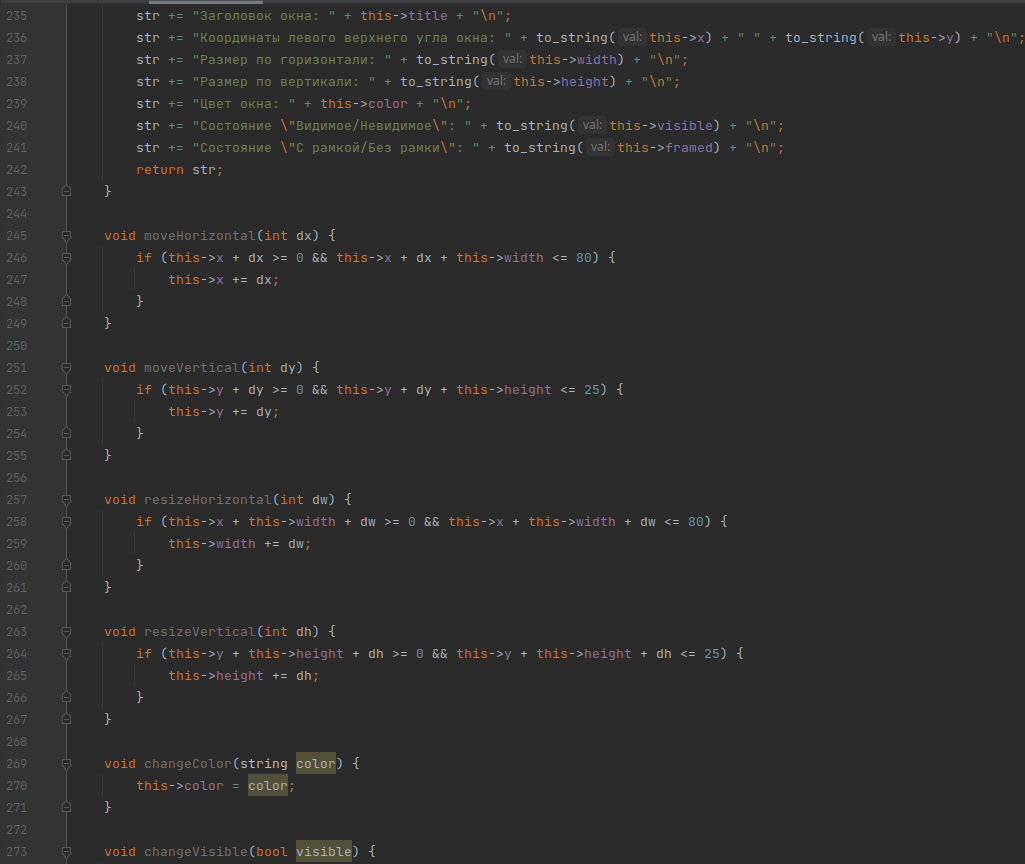 235 str += "Заголовок окна: " + this->title + "\n";
236 str += "Координаты левого верхнего угла окна: " + to_string( val: this->x) + " " + to_string( val: this->y) + "\n";
237 str += "Размер по горизонтали: " + to_string( val: this->width) + "\n";
238 str += "Размер по вертикали: " + to_string( val: this->height) + "\n";
239 str += "Цвет окна: " + this->color + "\n";
240 str += "Состояние \"Видимое/Невидимое\": " + to_string( val: this->visible) + "\n";
241 str += "Состояние \"С рамкой/Без рамки\": " + to_string( val: this->framed) + "\n";
242 return str;
243 }
244
245 void moveHorizontal(int dx) {
246 if (this->x + dx >= 0 && this->x + dx + this->width <= 80) {
247 this->x += dx;
248 }
249 }
250
251 void moveVertical(int dy) {
252 if (this->y + dy >= 0 && this->y + dy + this->height <= 25) {
253 this->y += dy;
254 }
255 }
256
257 void resizeHorizontal(int dw) {
258 if (this->x + this->width + dw >= 0 && this->x + this->width + dw <= 80) {
259 this->width += dw;
260 }
261 }
262
263 void resizeVertical(int dh) {
264 if (this->y + this->height + dh >= 0 && this->y + this->height + dh <= 25) {
265 this->height += dh;
266 }
267 }
268
269 void changeColor(string color) {
270 this->color = color;
271 }
272
273 void changeVisible(bool visible) {